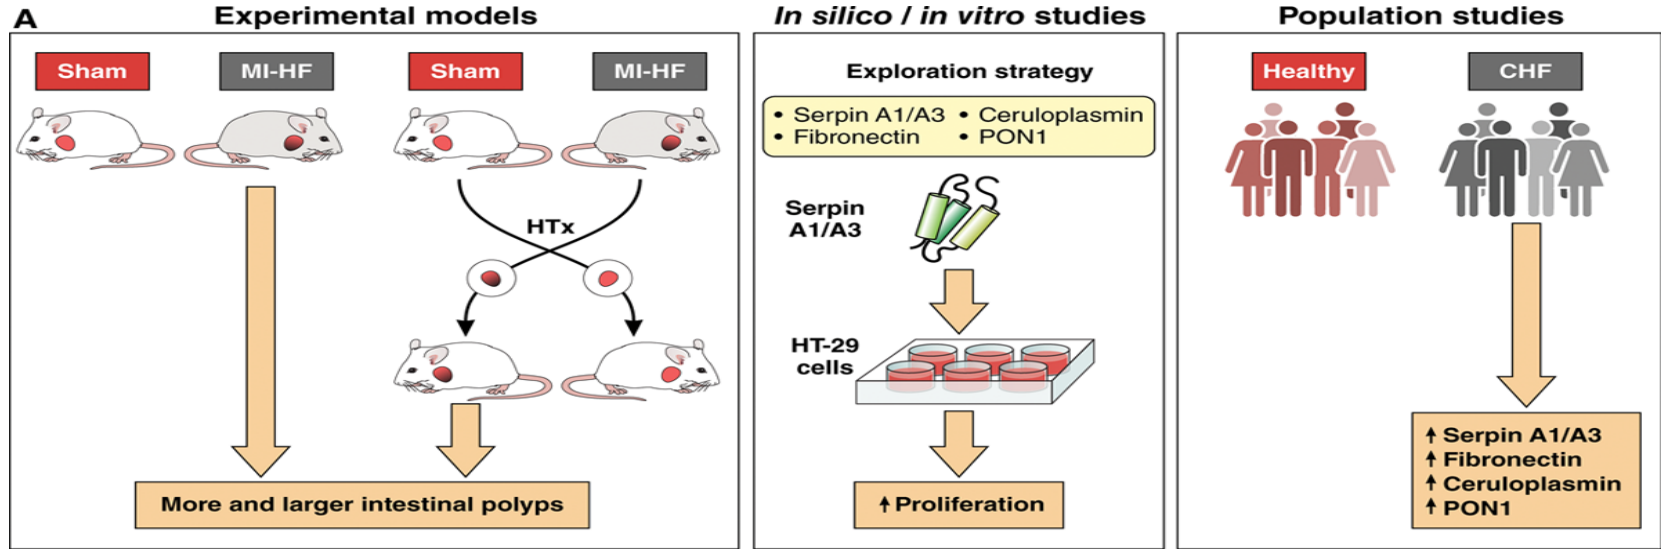 A
Experimental models
Sham
MI-HF
Sham
MI-HF
HTx
More and larger intestinal polyps
In silico / in vitro studies
Exploration strategy
• Serpin A1/A3 • Ceruloplasmin
• Fibronectin • PON1
Serpin
A1/A3
HT-29
cells
↑ Proliferation
Population studies
Healthy
CHF
↑ Serpin A1/A3
↑ Fibronectin
↑ Ceruloplasmin
↑ PON1